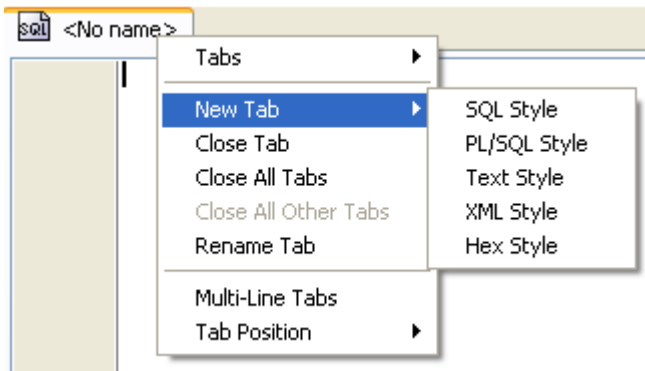 SQL <No name>
Tabs
New Tab
Close Tab
Close All Tabs
Close All Other Tabs
Rename Tab
Multi-Line Tabs
Tab Position
SQL Style
PL/SQL Style
Text Style
XML Style
Hex Style